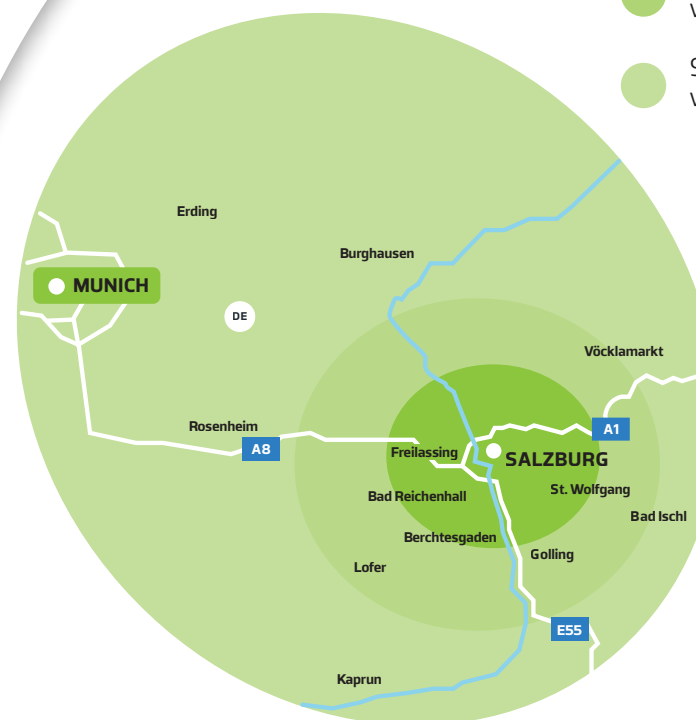 Erding
Burghausen
MUNICH
DE
Vöcklamarkt
Rosenheim
A8
A1
Freilassing
SALZBURG
Bad Reichenhall
St. Wolfgang
Bad Ischl
Berchtesgaden
Golling
Lofer
E55
Kaprun